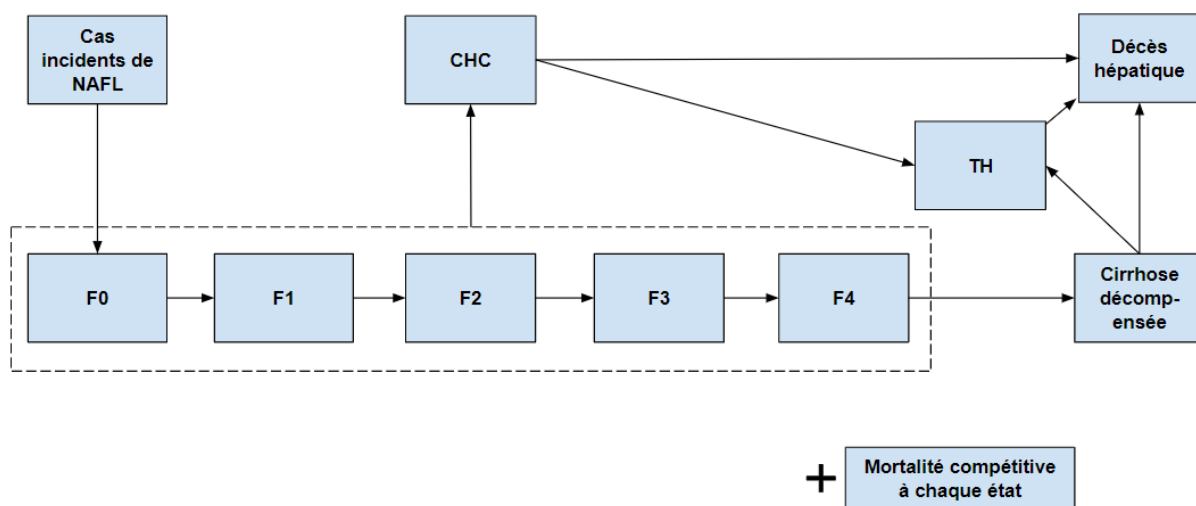 Cas
incidents de
NAFL
CHC
Décès
hépatique
TH
F0
F1
F2
F3
F4
Cirrhose
décomp-
ensée
+
Mortalité compétitive
à chaque état